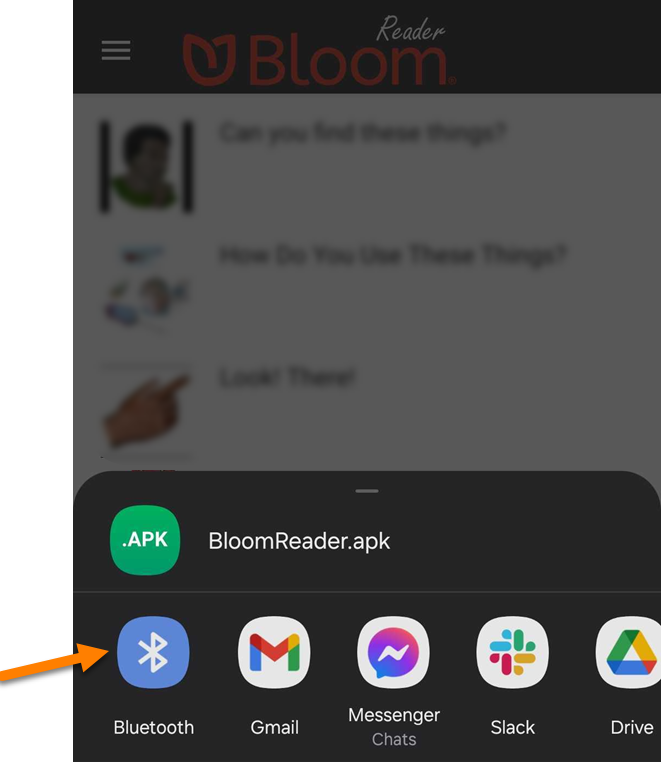 Reader
Bloom
Can you find these things?
How Do You Use These Things?
Look! There!
.APK
BloomReader.apk
Bluetooth
Gmail
Messenger
Chats
Slack
Drive